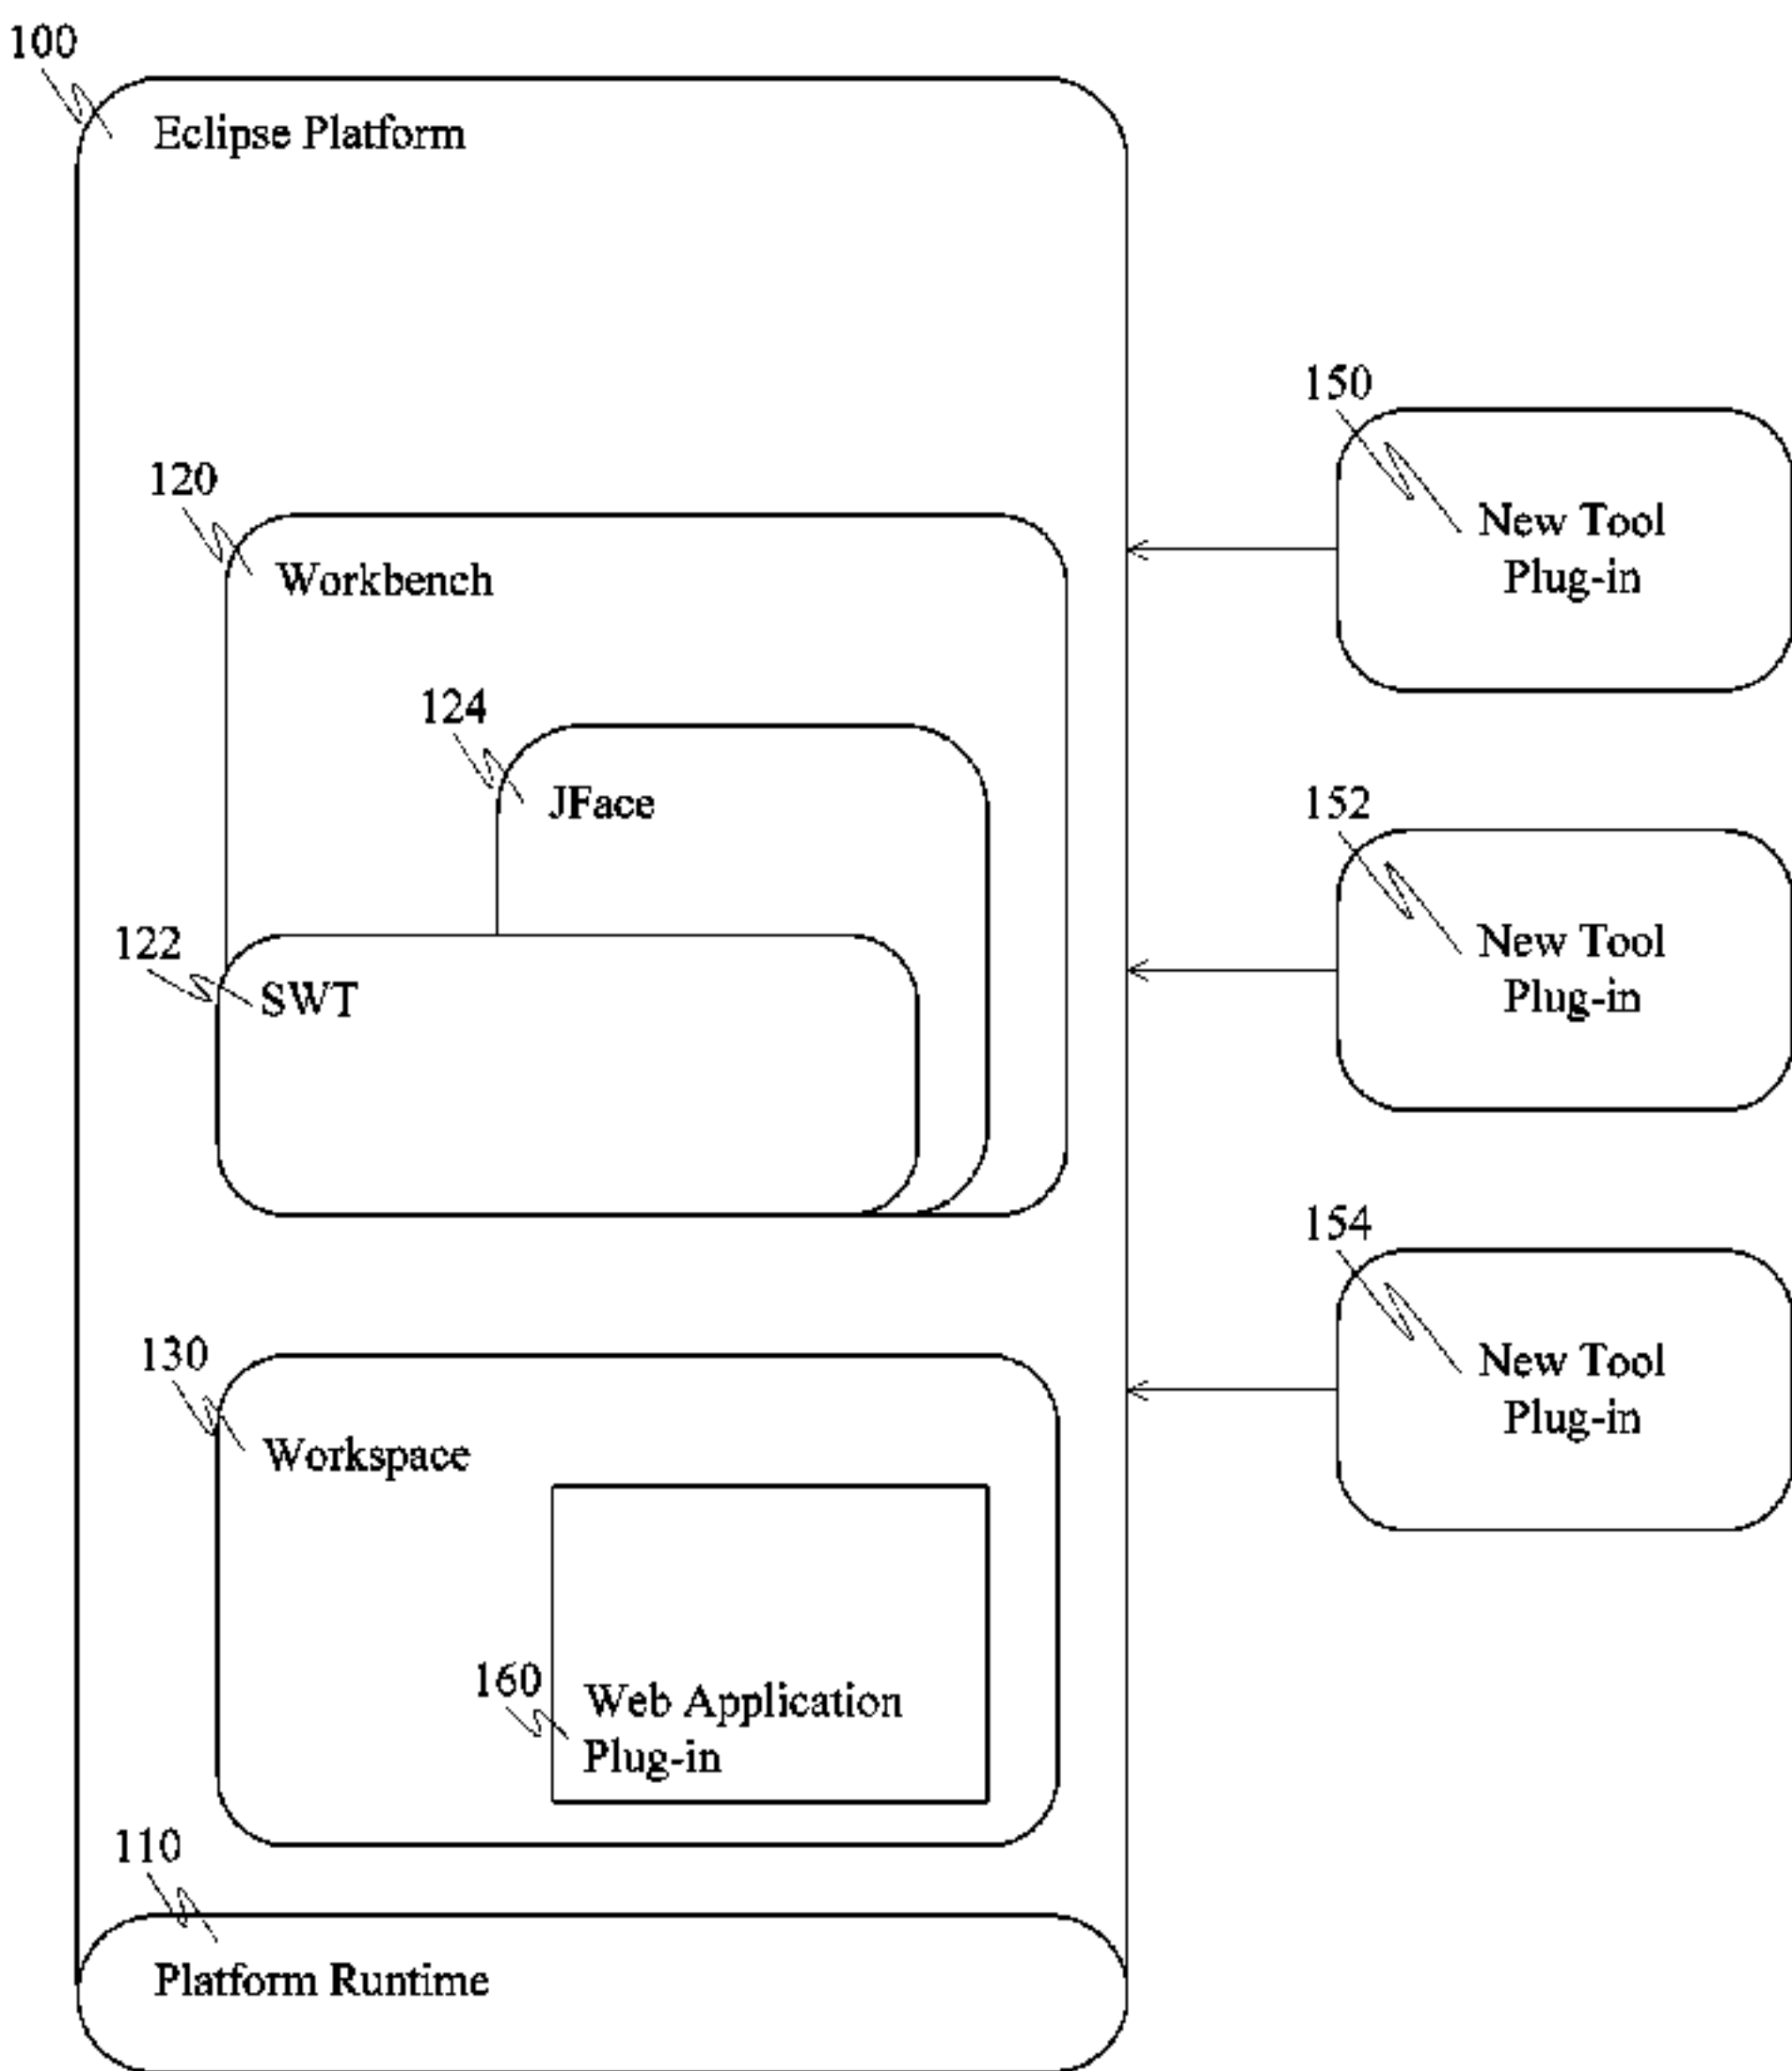 100
Eclipse Platform
150
New Tool
Plug-in
120
Workbench
124
JFace
152
New Tool
Plug-in
122
SWT
154
New Tool
Plug-in
130
Workspace
160
Web Application
Plug-in
110
Platform Runtime